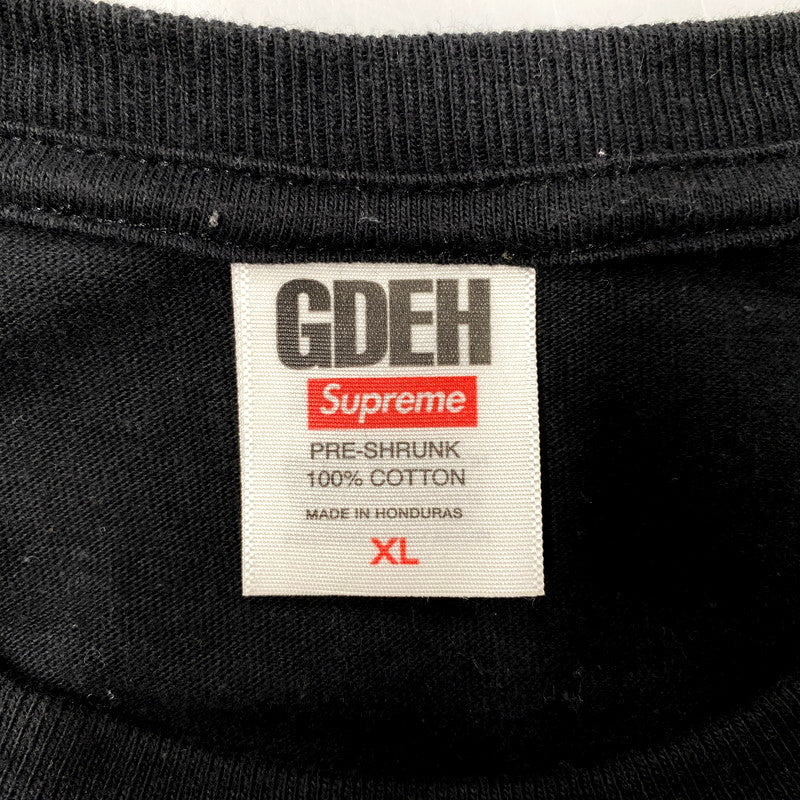 GDEH
Supreme
PRE-SHRUNK
100% COTTON
MADE IN HONDURAS
XL